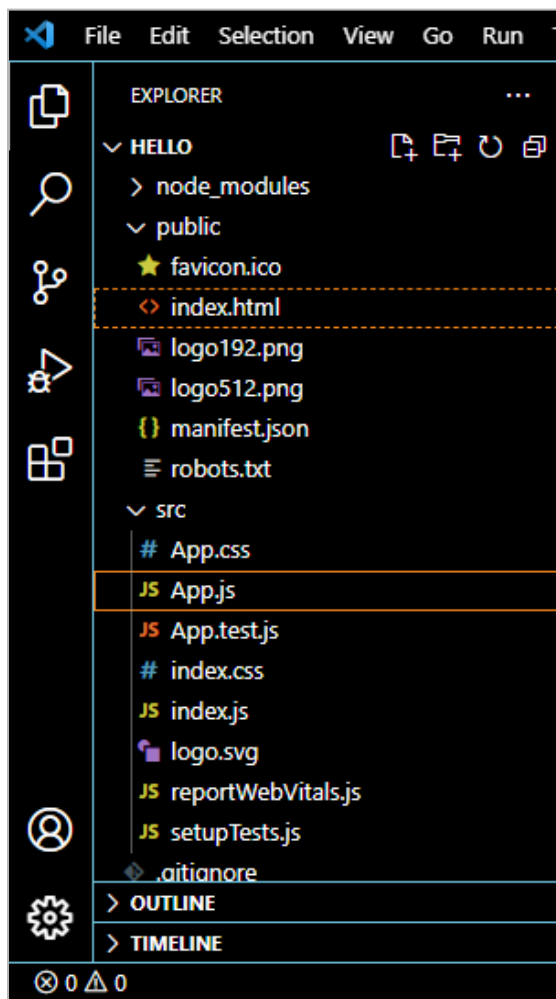 File Edit Selection View Go Run
EXPLORER
HELLO
node_modules
public
favicon.ico
index.html
logo192.png
logo512.png
manifest.json
robots.txt
src
App.css
App.js
App.test.js
index.css
index.js
logo.svg
reportWebVitals.js
setupTests.js
.gitignore
OUTLINE
TIMELINE
0 0